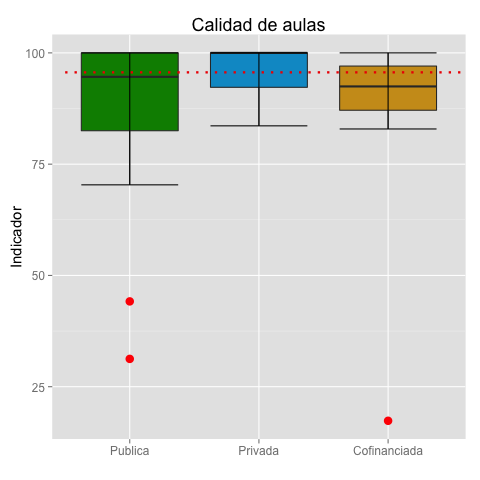 Calidad de aulas
Indicador
100
75
50
25
Publica
Privada
Cofinanciada